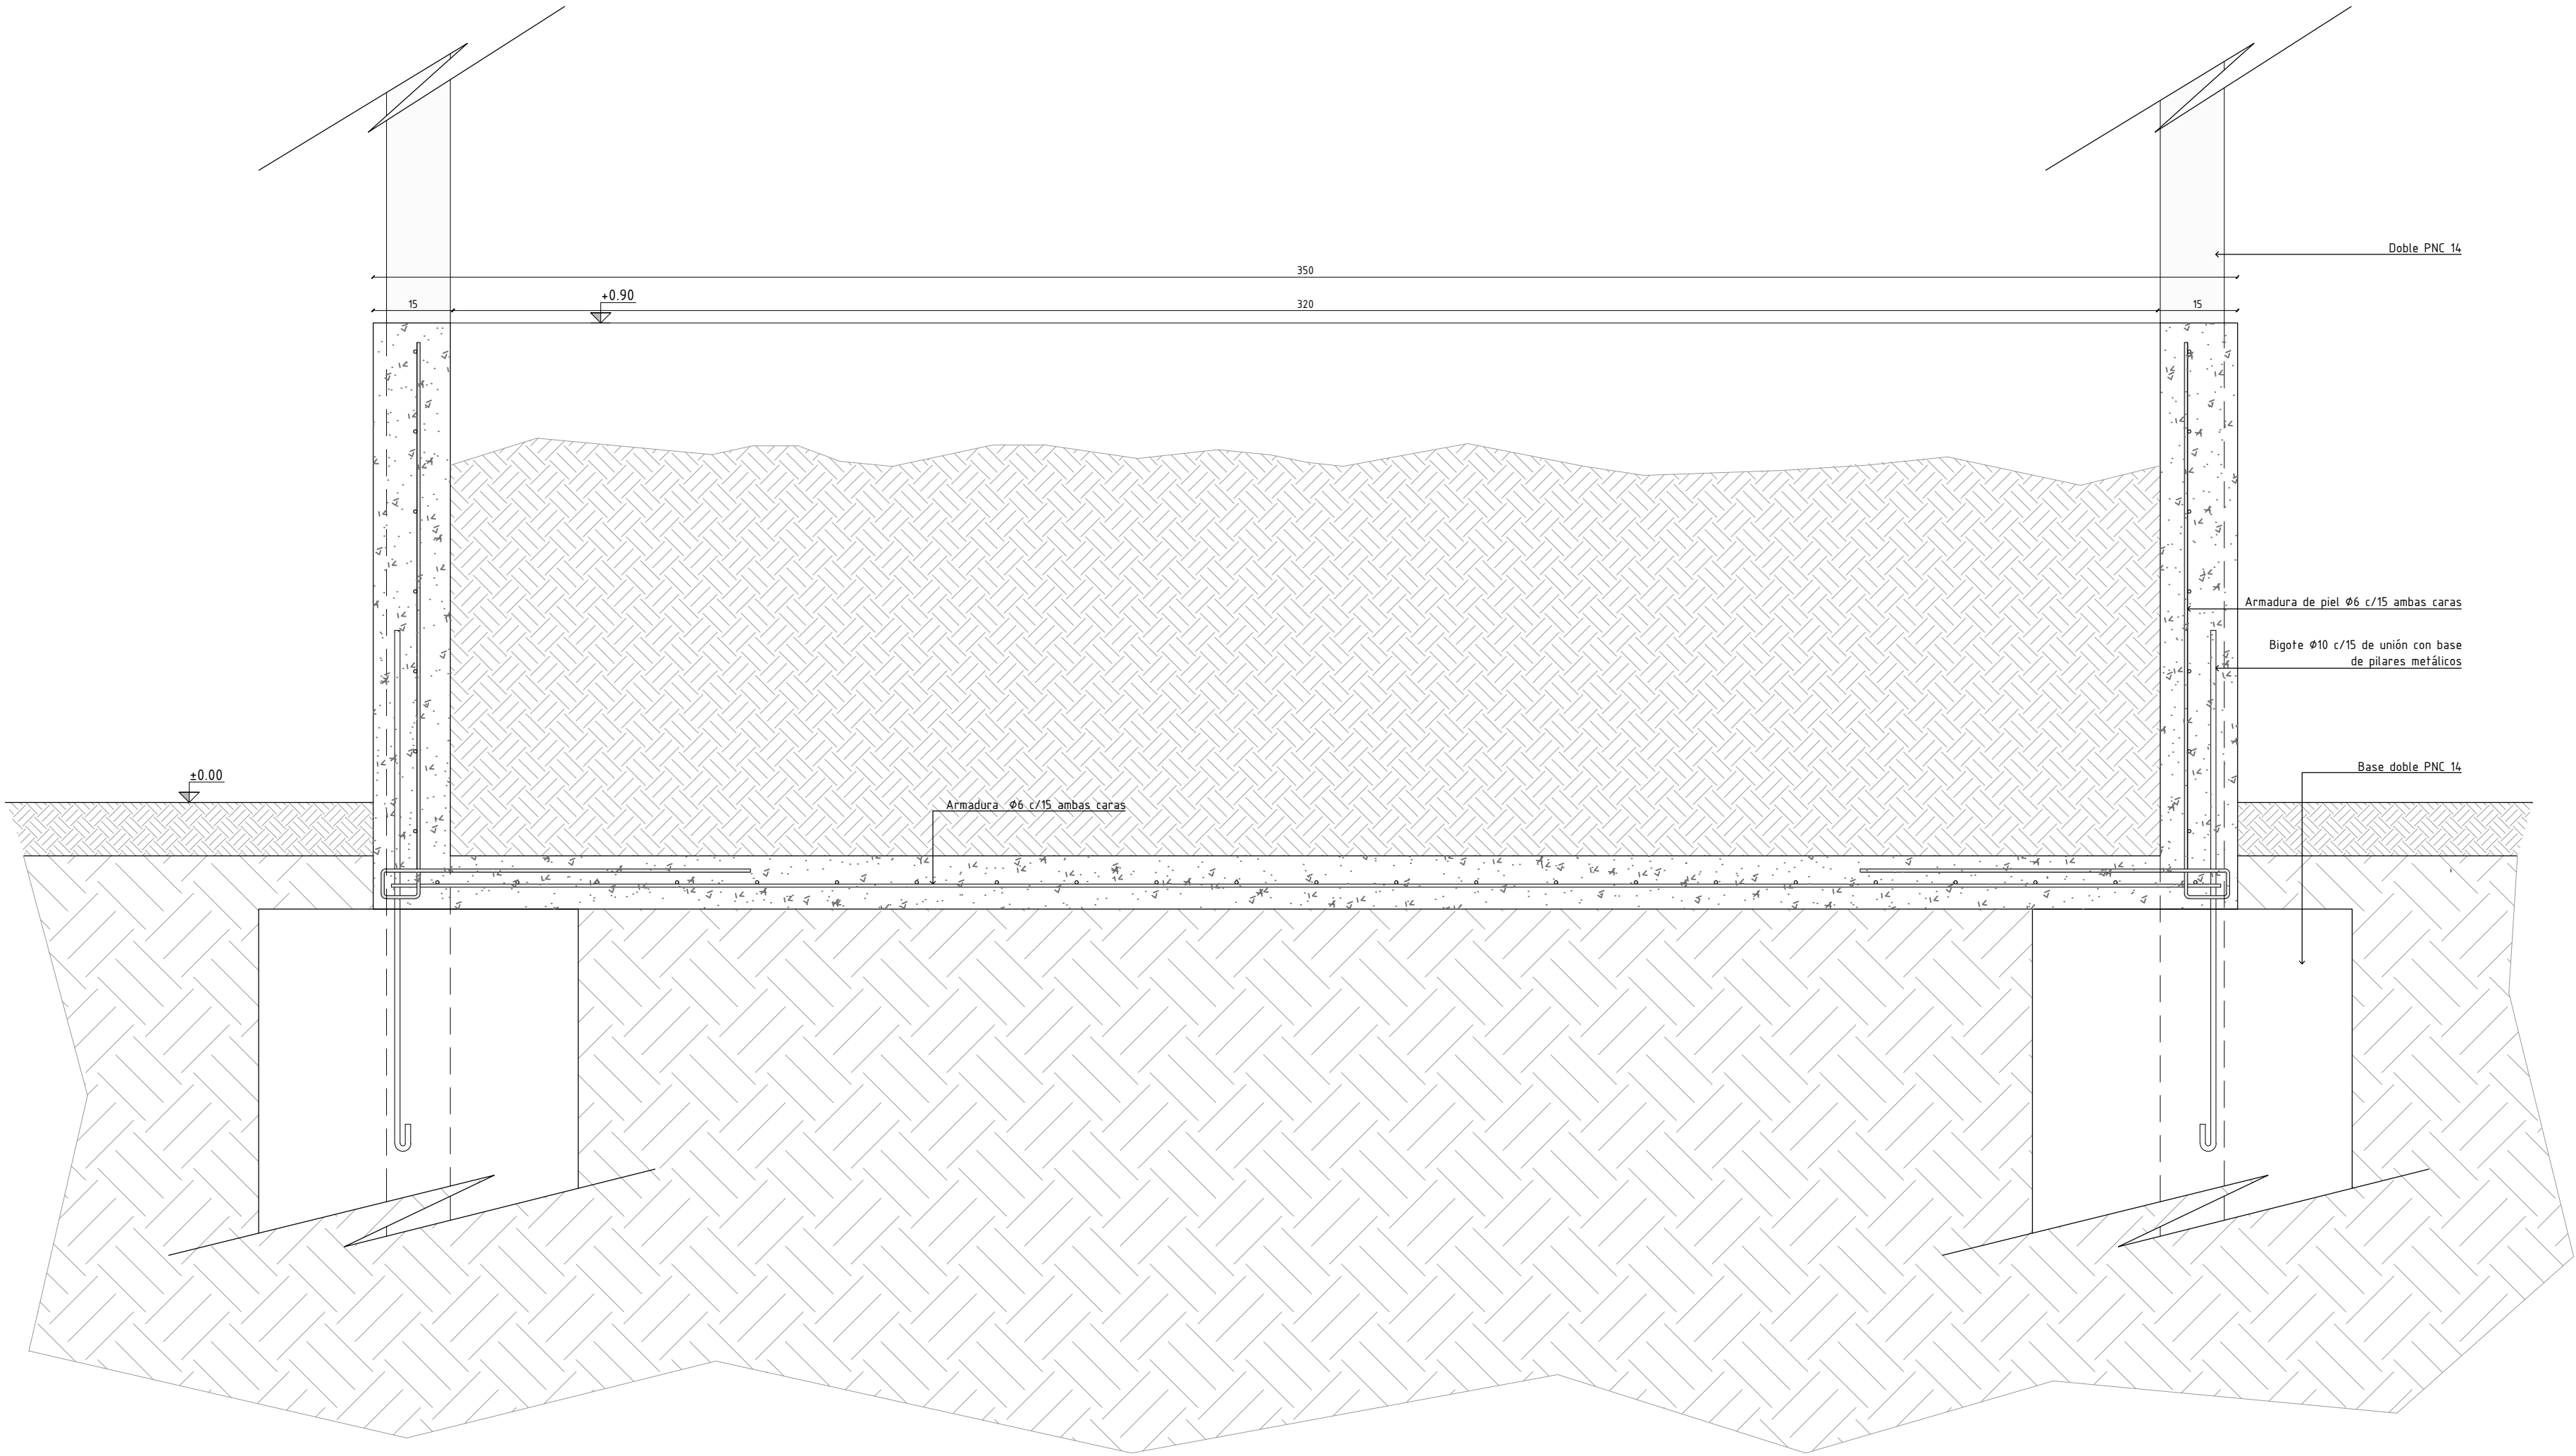 Doble PNC 14
350
+0.90
15
320
15
Armadura de piel Ø6 c/15 ambas caras
Bigote Ø10 c/15 de unión con base
de pilares metálicos
±0.00
Base doble PNC 14
Armadura Ø6 c/15 ambas caras